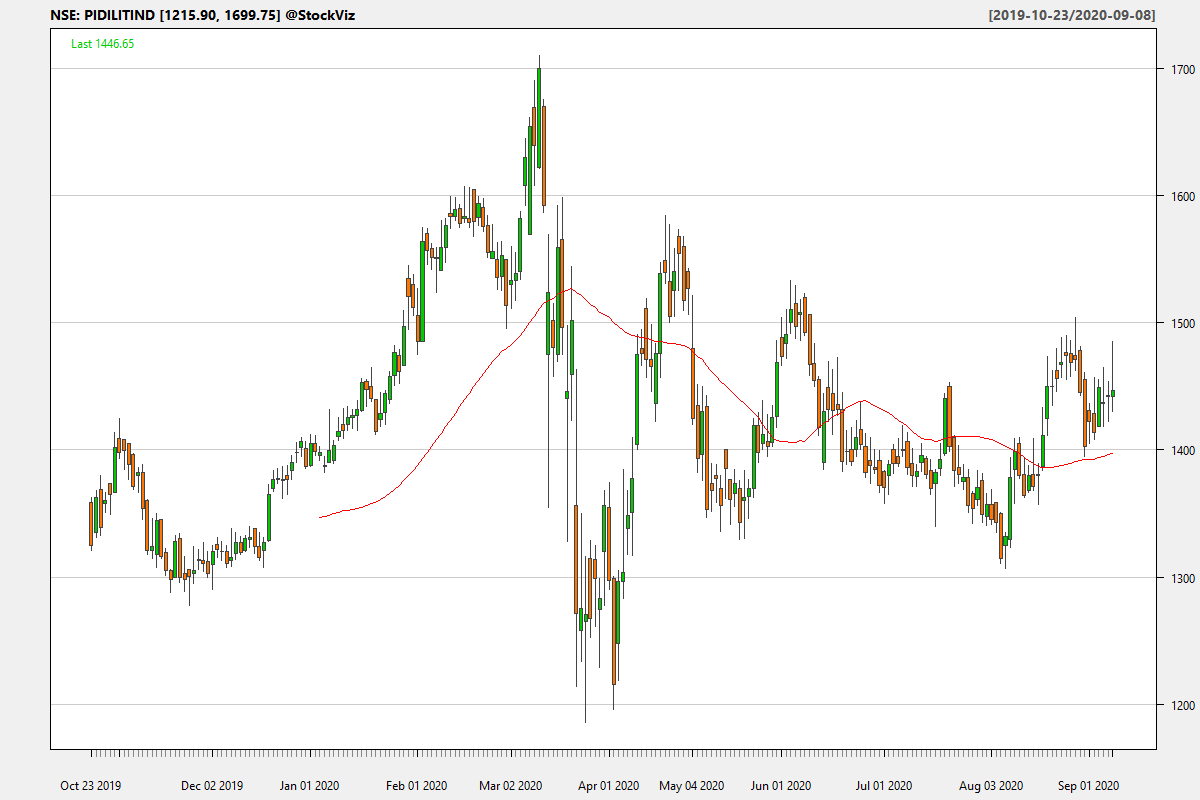 NSE: PIDILITIND [1215.90, 1699.75] @StockViz [2019-10-23/2020-09-08]
Last 1446.65
1700
1600
1500
1400
1300
1200
Oct 23 2019 Dec 02 2019 Jan 01 2020 Feb 01 2020 Mar 02 2020 Apr 01 2020 May 04 2020 Jun 01 2020 Jul 01 2020 Aug 03 2020 Sep 01 2020